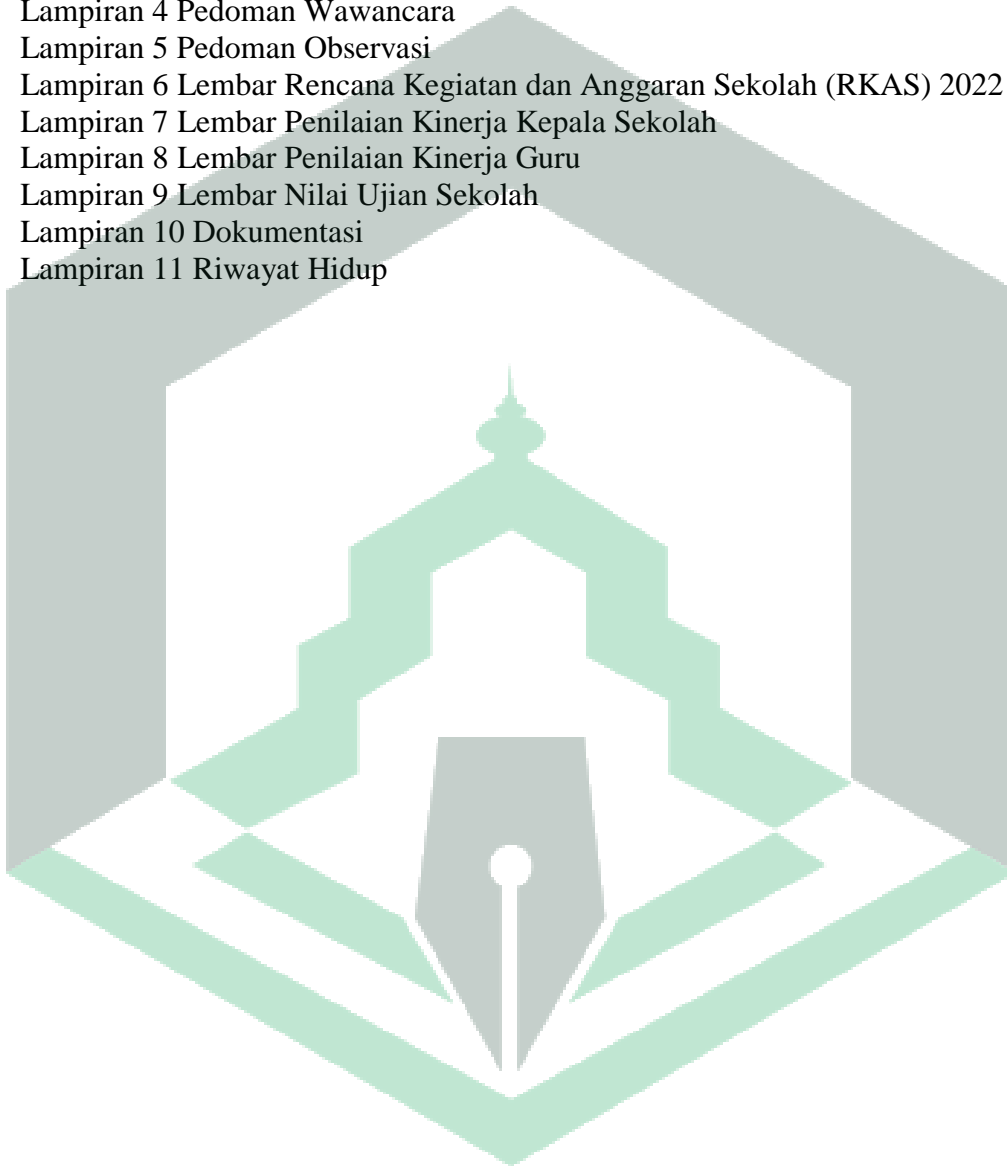 Lampiran 4 Pedoman Wawancara
Lampiran 5 Pedoman Observasi
Lampiran 6 Lembar Rencana Kegiatan dan Anggaran Sekolah (RKAS) 2022
Lampiran 7 Lembar Penilaian Kinerja Kepala Sekolah
Lampiran 8 Lembar Penilaian Kinerja Guru
Lampiran 9 Lembar Nilai Ujian Sekolah
Lampiran 10 Dokumentasi
Lampiran 11 Riwayat Hidup